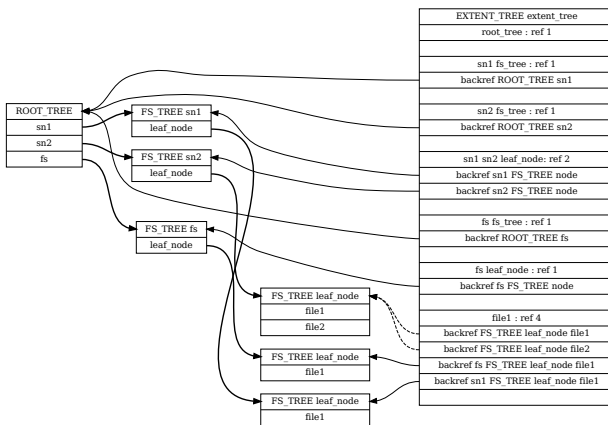 ROOT_TREE
sn1
sn2
fs
FS_TREE sn1
leaf_node
FS_TREE sn2
leaf_node
FS_TREE fs
leaf_node
FS_TREE leaf_node
file1
file2
FS_TREE leaf_node
file1
FS_TREE leaf_node
file1
EXTENT_TREE extent_tree
root_tree : ref 1
sn1 fs_tree : ref 1
backref ROOT_TREE sn1
sn2 fs_tree : ref 1
backref ROOT_TREE sn2
sn1 sn2 leaf_node: ref 2
backref sn1 FS_TREE node
backref sn2 FS_TREE node
fs fs_tree : ref 1
backref ROOT_TREE fs
fs leaf_node : ref 1
backref fs FS_TREE node
file1 : ref 4
backref FS_TREE leaf_node file1
backref FS_TREE leaf_node file2
backref fs FS_TREE leaf_node file1
backref sn1 FS_TREE leaf_node file1